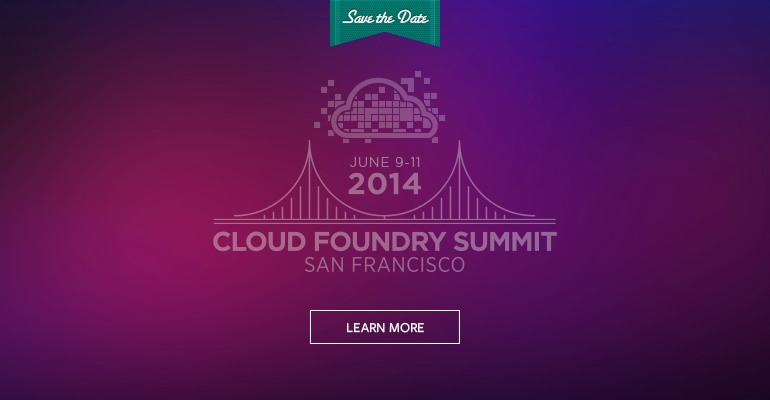 Save the Date
JUNE 9-11
2014
CLOUD FOUNDRY SUMMIT
SAN FRANCISCO
LEARN MORE